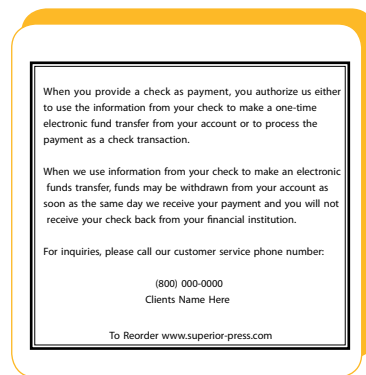 When you provide a check as payment, you authorize us either
to use the information from your check to make a one-time
electronic fund transfer from your account or to process the
payment as a check transaction.
When we use information from your check to make an electronic
funds transfer, funds may be withdrawn from your account as
soon as the same day we receive your payment and you will not
receive your check back from your financial institution.
For inquiries, please call our customer service phone number:
(800) 000-0000
Clients Name Here
To Reorder www.superior-press.com